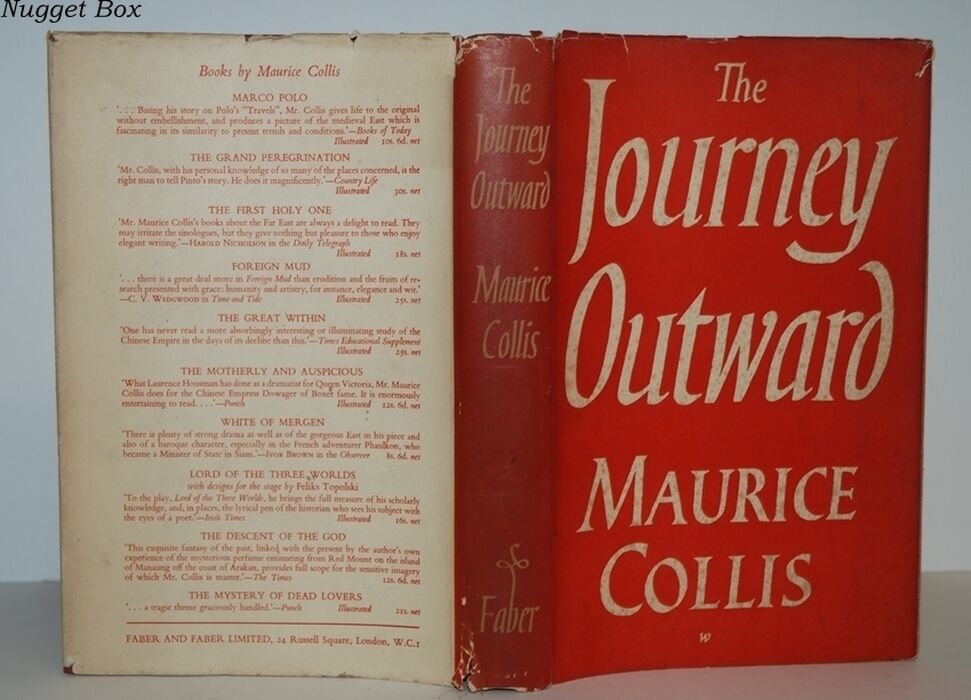 Nugget Box
Books by Maurice Collis
MARCO POLO
'. . . Basing his story on Polo's "Travels", Mr. Collis gives life to the original
without embellishment, and produces a picture of the medieval East which is
fascinating in its similarity to present trends and conditions.'—Books of Today
Illustrated 10s. 6d. net
THE GRAND PEREGRINATION
'Mr. Collis, with his personal knowledge of so many of the places concerned, is the
right man to tell Pinto's story. He does it magnificently.'—Country Life
Illustrated 30s. net
THE FIRST HOLY ONE
'Mr. Maurice Collis's books about the Far East are always a delight to read. They
may irritate the sinologues, but they give nothing but pleasure to those who enjoy
elegant writing.'—HAROLD NICHOLSON in the Daily Telegraph
Illustrated 18s. net
FOREIGN MUD
'. . . there is a great deal more in Foreign Mud than erudition and the fruits of re-
search presented with grace: humanity and artistry, for instance, elegance and wit.'
—C. V. WEDGWOOD in Time and Tide Illustrated 25s. net
THE GREAT WITHIN
'One has never read a more absorbingly interesting or illuminating study of the
Chinese Empire in the days of its decline than this.'—Times Educational Supplement
Illustrated 25s. net
THE MOTHERLY AND AUSPICIOUS
'What Laurence Housman has done as a dramatist for Queen Victoria, Mr. Maurice
Collis does for the Chinese Empress Dowager of Boxer fame. It is enormously
entertaining to read. . . .'—Punch Illustrated 12s. 6d. net
WHITE OF MERGEN
'There is plenty of strong drama as well as of the gorgeous East in his piece and
also of a baroque character, especially in the French adventurer Phaulkon, who
became a Minister of State in Siam.'—IVOR BROWN in the Observer 8s. 6d. net
LORD OF THE THREE WORLDS
with designs for the stage by Feliks Topolski
'To the play, Lord of the Three Worlds, he brings the full measure of his scholarly
knowledge, and, in places, the lyrical pen of the historian who sees his subject with
the eyes of a poet.'—Irish Times Illustrated 16s. net
THE DESCENT OF THE GOD
'This exquisite fantasy of the past, linked with the present by the author's own
experience of the mysterious perfume emanating from Red Mount on the island
of Manaung off the coast of Arakan, provides full scope for the sensitive imagery
of which Mr. Collis is master.'—The Times 12s. 6d. net
THE MYSTERY OF DEAD LOVERS
'. . . a tragic theme graciously handled.'—Punch Illustrated 21s. net
FABER AND FABER LIMITED, 24 Russell Square, London, W.C.1
The
Journey
Outward
Maurice
Collis
Faber
The
Journey
Outward
MAURICE
COLLIS
W